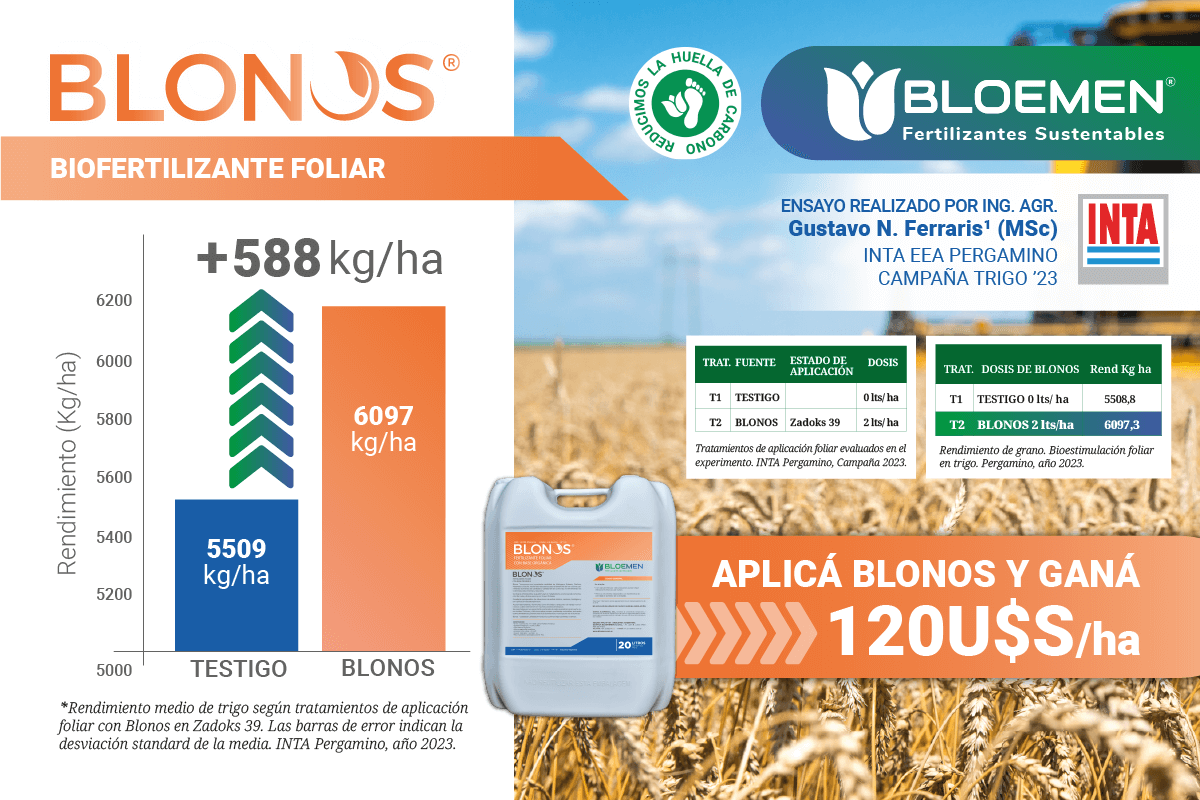 BLONOS®
BIOFERTILIZANTE FOLIAR
+588 kg/ha
Rendimiento (Kg/ha)
6200
6000
5800
5600
5400
5200
5000
6097
kg/ha
5509
kg/ha
TESTIGO
BLONOS
*Rendimiento medio de trigo según tratamientos de aplicación
foliar con Blonos en Zadoks 39. Las barras de error indican la
desviación standard de la media. INTA Pergamino, año 2023.
REDUCIMOS LA HUELLA DE CARBONO
BLOEMEN®
Fertilizantes Sustentables
ENSAYO REALIZADO POR ING. AGR.
Gustavo N. Ferraris¹ (MSc)
INTA EEA PERGAMINO
CAMPAÑA TRIGO ’23
INTA
TRAT. FUENTE ESTADO DE APLICACIÓN DOSIS
T1 TESTIGO 0 lts/ ha
T2 BLONOS Zadoks 39 2 lts/ha
Tratamientos de aplicación foliar evaluados en el
experimento. INTA Pergamino, Campaña 2023.
TRAT. DOSIS DE BLONOS Rend Kg ha
T1 TESTIGO 0 lts/ ha 5508,8
T2 BLONOS 2 lts/ha 6097,3
Rendimiento de grano. Bioestimulación foliar
en trigo. Pergamino, año 2023.
BLONOS®
FERTILIZANTE FOLIAR
BLOEMEN
BLONOS®
20 LITROS
APLICÁ BLONOS Y GANÁ
120U$S/ha